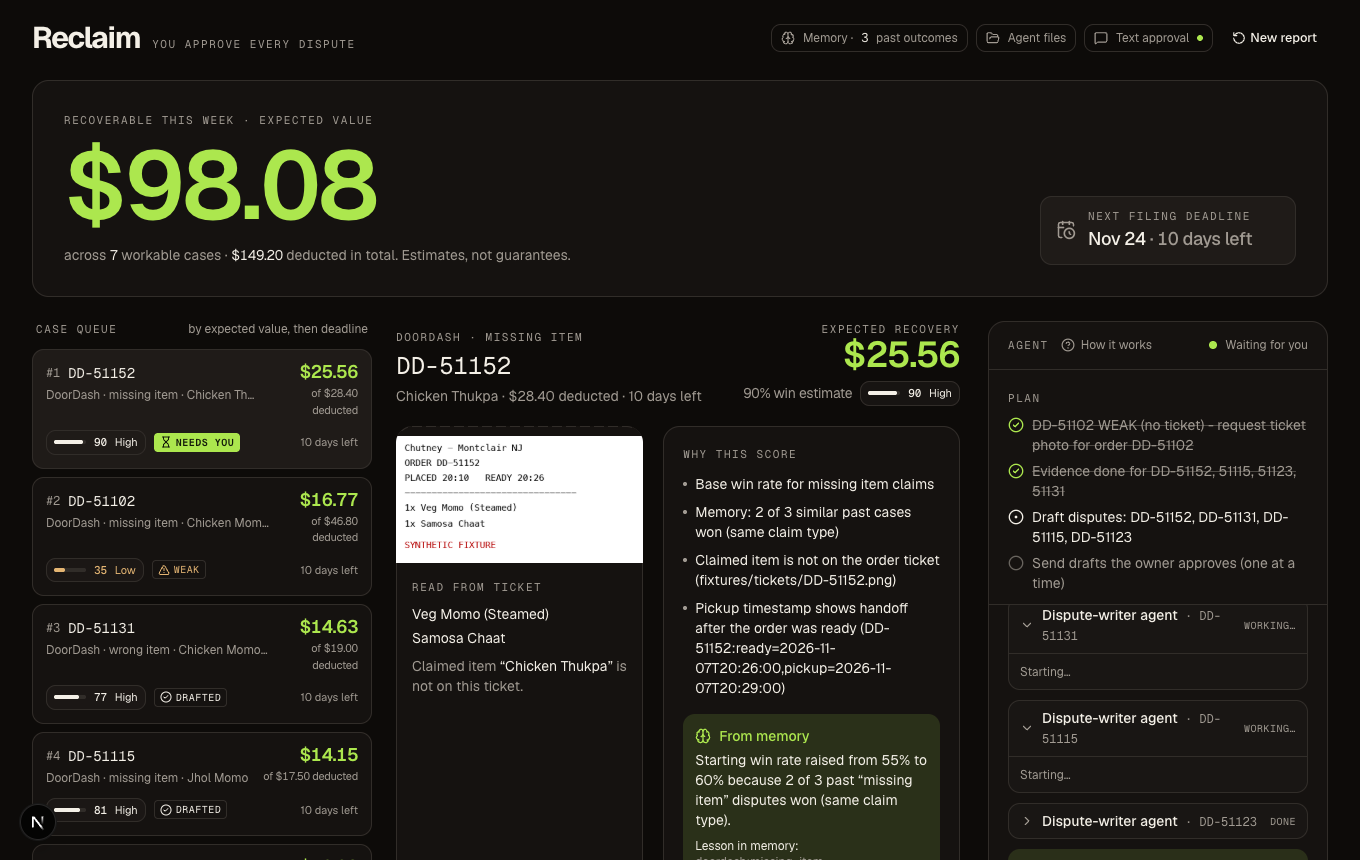 Reclaim
YOU APPROVE EVERY DISPUTE
Memory · 3 past outcomes
Agent files
Text approval
New report
RECOVERABLE THIS WEEK · EXPECTED VALUE
$98.08
across 7 workable cases · $149.20 deducted in total. Estimates, not guarantees.
NEXT FILING DEADLINE
Nov 24 · 10 days left
CASE QUEUE
by expected value, then deadline
#1 DD-51152
$25.56
DoorDash · missing item · Chicken Th…
of $28.40
deducted
90 High
NEEDS YOU
10 days left
#2 DD-51102
$16.77
DoorDash · missing item · Chicken Mom…
of $46.80
deducted
35 Low
WEAK
10 days left
#3 DD-51131
$14.63
DoorDash · wrong item · Chicken Momo…
of $19.00
deducted
77 High
DRAFTED
10 days left
#4 DD-51115
$14.15
DoorDash · missing item · Jhol Momo
of $17.50 deducted
81 High
DRAFTED
10 days left
N
DOORDASH · MISSING ITEM
DD-51152
Chicken Thukpa · $28.40 deducted · 10 days left
EXPECTED RECOVERY
$25.56
90% win estimate
90 High
Chutney – Montclair NJ
ORDER DD-51152
PLACED 20:10 READY 20:26
--------------------------------
1x Veg Momo (Steamed)
1x Samosa Chaat
SYNTHETIC FIXTURE
READ FROM TICKET
Veg Momo (Steamed)
Samosa Chaat
Claimed item “Chicken Thukpa” is
not on this ticket.
WHY THIS SCORE
• Base win rate for missing item claims
• Memory: 2 of 3 similar past cases
won (same claim type)
• Claimed item is not on the order ticket
(fixtures/tickets/DD-51152.png)
• Pickup timestamp shows handoff
after the order was ready (DD-
51152:ready=2026-11-
07T20:26:00,pickup=2026-11-
07T20:29:00)
From memory
Starting win rate raised from 55% to
60% because 2 of 3 past “missing
item” disputes won (same claim
type).
Lesson in memory:
AGENT
How it works
Waiting for you
PLAN
DD-51102 WEAK (no ticket) - request ticket
photo for order DD-51102
Evidence done for DD-51152, 51115, 51123,
51131
Draft disputes: DD-51152, DD-51131, DD-
51115, DD-51123
Send drafts the owner approves (one at a
time)
Dispute-writer agent · DD-
51131
WORKING…
Starting…
Dispute-writer agent · DD-
51115
WORKING…
Starting…
Dispute-writer agent · DD-51123
DONE